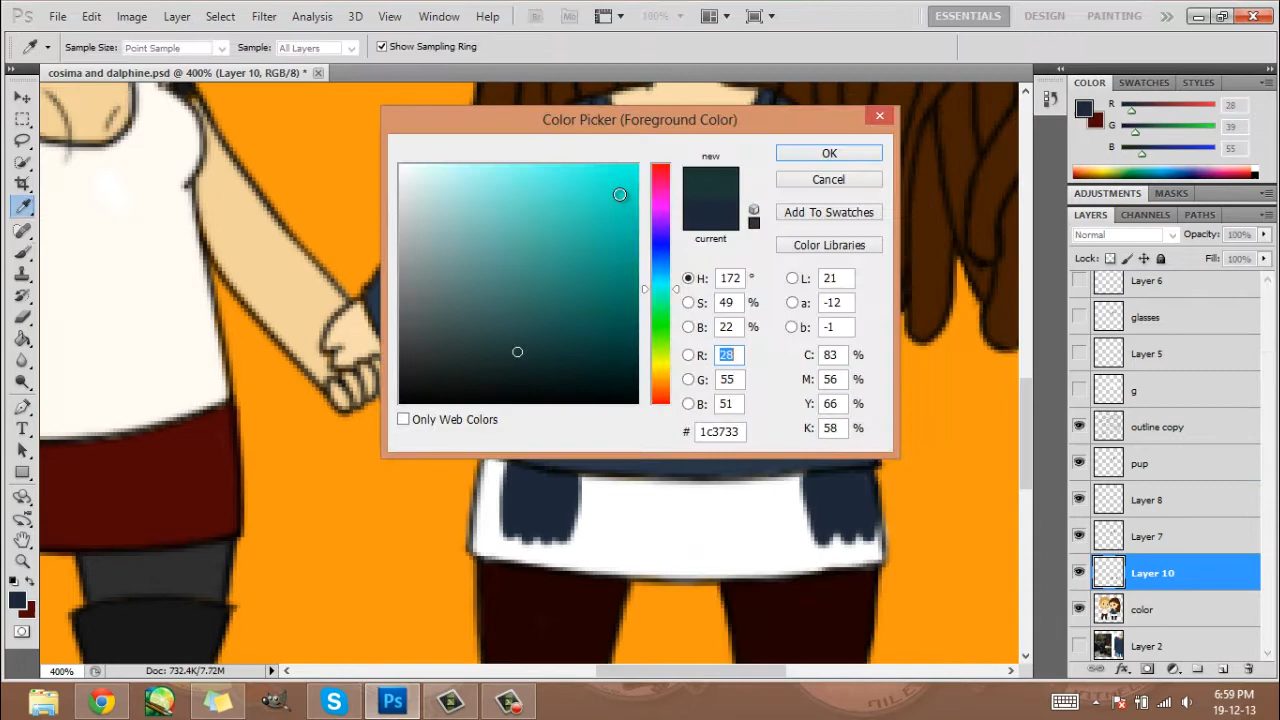 Ps File Edit Image Layer Select Filter Analysis 3D View Window Help Br Mb 100% ESSENTIALS DESIGN PAINTING
Sample Size: Point Sample Sample: All Layers Show Sampling Ring
cosima and dalphine.psd @ 400% (Layer 10, RGB/8) *
COLOR SWATCHES STYLES
R 28
G 39
B 55
ADJUSTMENTS MASKS
LAYERS CHANNELS PATHS
Normal Opacity: 100%
Lock: Fill: 100%
Layer 6
glasses
Layer 5
g
outline copy
pup
Layer 8
Layer 7
Layer 10
color
Layer 2
Color Picker (Foreground Color)
new
current
OK
Cancel
Add To Swatches
Color Libraries
H: 172 ° L: 21
S: 49 % a: -12
B: 22 % b: -1
R: 28 C: 83 %
G: 55 M: 56 %
B: 51 Y: 66 %
# 1c3733 K: 58 %
Only Web Colors
400% Doc: 732.4K/7.72M
Ps 6:59 PM
19-12-13